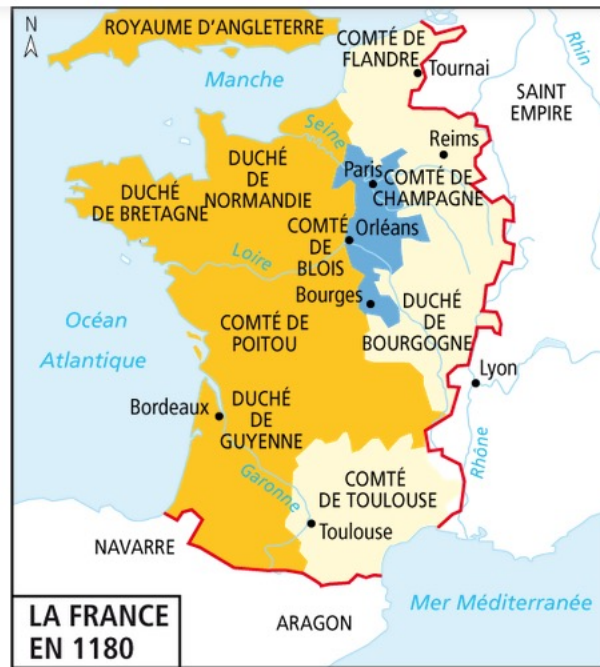 N
ROYAUME D'ANGLETERRE
COMTÉ DE
FLANDRE
Tournai
Rhin
Manche
SAINT
EMPIRE
Seine
Reims
DUCHÉ
DE
NORMANDIE
Paris
COMTÉ DE
CHAMPAGNE
DUCHÉ
DE BRETAGNE
COMTÉ
DE
BLOIS
Orléans
Loire
Bourges
DUCHÉ
DE
BOURGOGNE
Océan
Atlantique
COMTÉ DE
POITOU
Lyon
Bordeaux
DUCHÉ
DE
GUYENNE
Rhône
Garonne
COMTÉ
DE TOULOUSE
Toulouse
NAVARRE
ARAGON
Mer Méditerranée
LA FRANCE
EN 1180